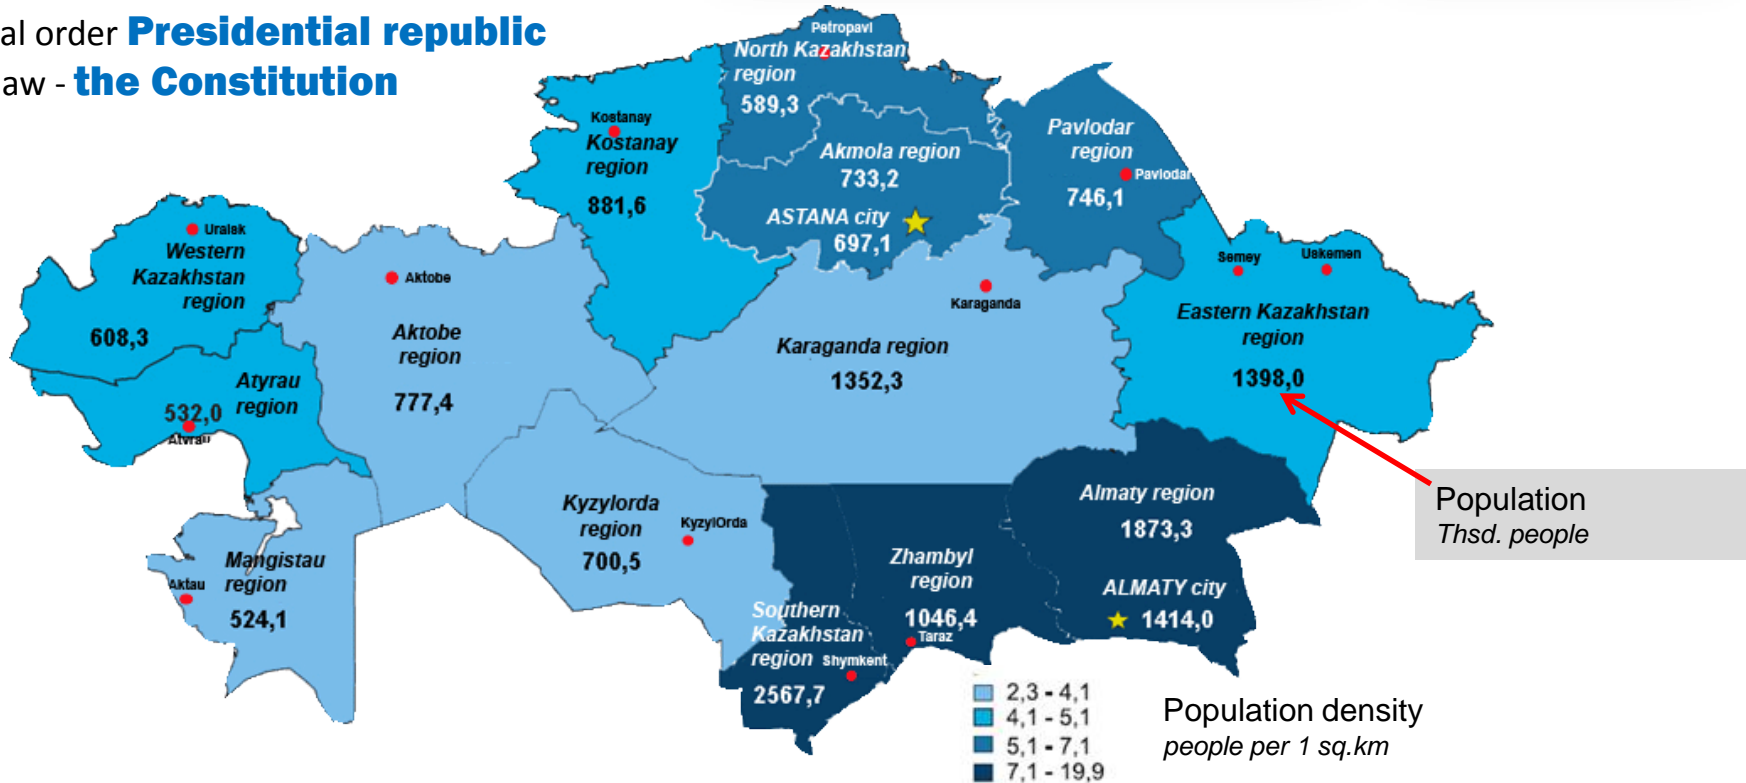 al order Presidential republic
aw - the Constitution
Petropavl
North Kazakhstan
region
589,3
Kostanay
Kostanay
region
881,6
Akmola region
733,2
ASTANA city
697,1
Pavlodar
region
Pavlodar
746,1
Uralsk
Western
Kazakhstan
region
608,3
Aktobe
Aktobe
region
777,4
Atyrau
region
532,0
Atyrau
Karaganda
Karaganda region
1352,3
Semey
Uskemen
Eastern Kazakhstan
region
1398,0
Population
Thsd. people
Mangistau
region
Aktau
524,1
Kyzylorda
region
KyzylOrda
700,5
Southern
Kazakhstan
region
Shymkent
2567,7
Zhambyl
region
1046,4
Taraz
Almaty region
1873,3
ALMATY city
1414,0
2,3 - 4,1
4,1 - 5,1
5,1 - 7,1
7,1 - 19,9
Population density
people per 1 sq.km